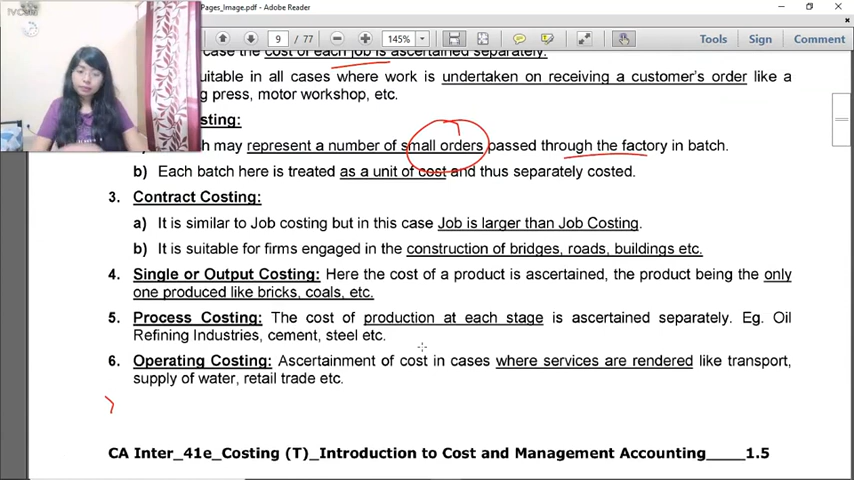 Pages_Image.pdf - Adobe Reader
9 / 77
145%
Tools
Sign
Comment
case the cost of each job is ascertained separately.
uitable in all cases where work is undertaken on receiving a customer's order like a
g press, motor workshop, etc.
osting:
h may represent a number of small orders passed through the factory in batch.
b) Each batch here is treated as a unit of cost and thus separately costed.
3. Contract Costing:
a) It is similar to Job costing but in this case Job is larger than Job Costing.
b) It is suitable for firms engaged in the construction of bridges, roads, buildings etc.
4. Single or Output Costing: Here the cost of a product is ascertained, the product being the only
one produced like bricks, coals, etc.
5. Process Costing: The cost of production at each stage is ascertained separately. Eg. Oil
Refining Industries, cement, steel etc.
6. Operating Costing: Ascertainment of cost in cases where services are rendered like transport,
supply of water, retail trade etc.
CA Inter_41e_Costing (T)_Introduction to Cost and Management Accounting____1.5